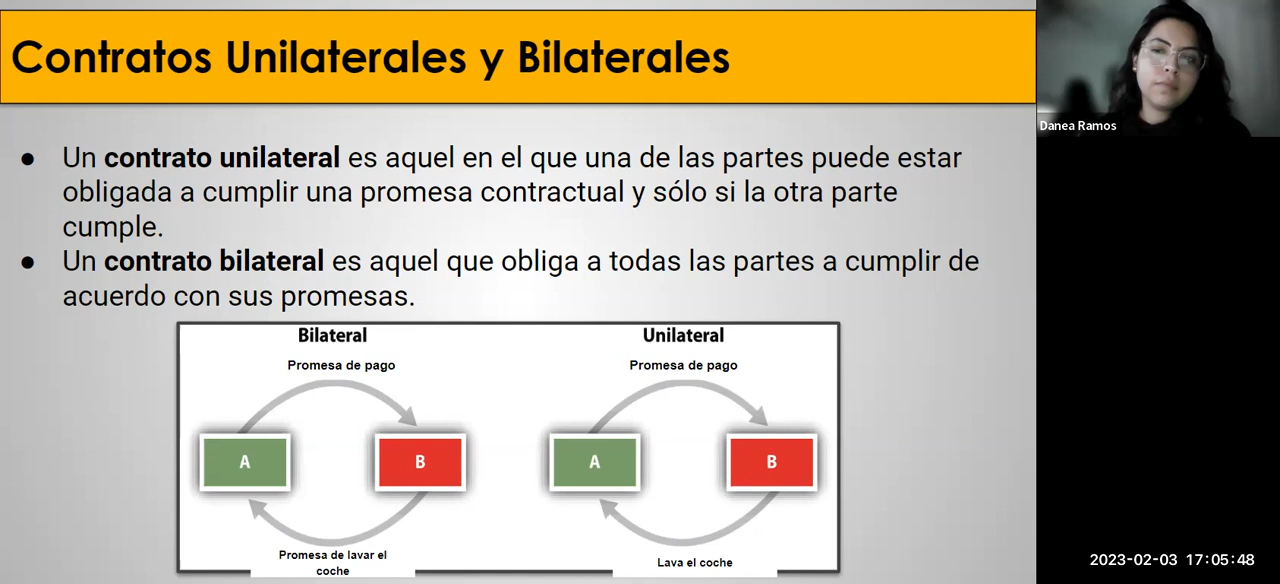 Contratos Unilaterales y Bilaterales
Danea Ramos
● Un contrato unilateral es aquel en el que una de las partes puede estar
obligada a cumplir una promesa contractual y sólo si la otra parte
cumple.
● Un contrato bilateral es aquel que obliga a todas las partes a cumplir de
acuerdo con sus promesas.
Bilateral
Promesa de pago
A
B
Promesa de lavar el
coche
Unilateral
Promesa de pago
A
B
Lava el coche
2023-02-03 17:05:48